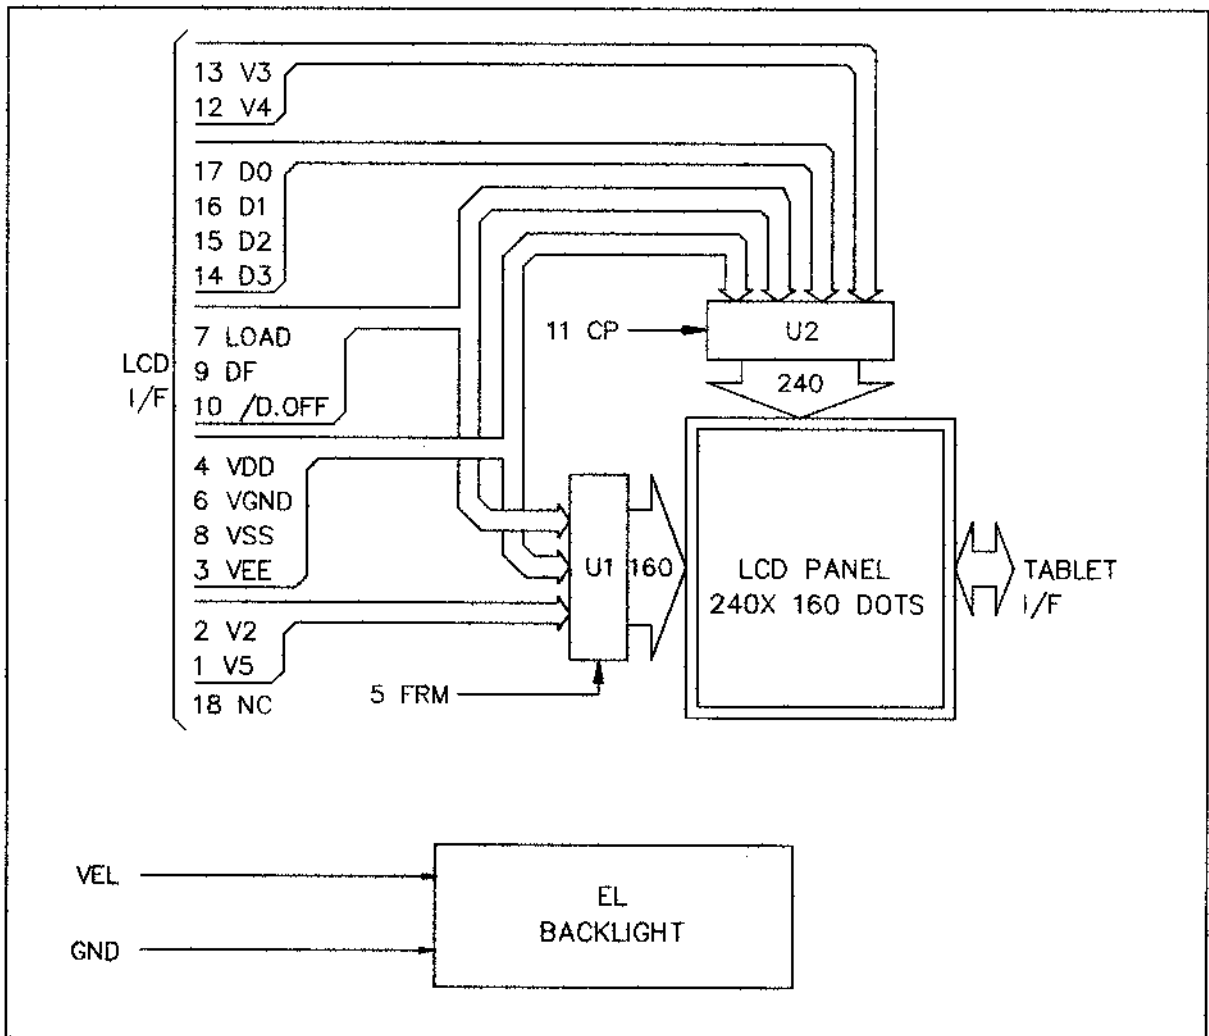 13 V3
12 V4
17 D0
16 D1
15 D2
14 D3
7 LOAD
9 DF
10 /D.OFF
LCD
I/F
4 VDD
6 VGND
8 VSS
3 VEE
2 V2
1 V5
18 NC
11 CP
U2
240
U1
160
5 FRM
LCD PANEL
240X 160 DOTS
TABLET
I/F
VEL
GND
EL
BACKLIGHT